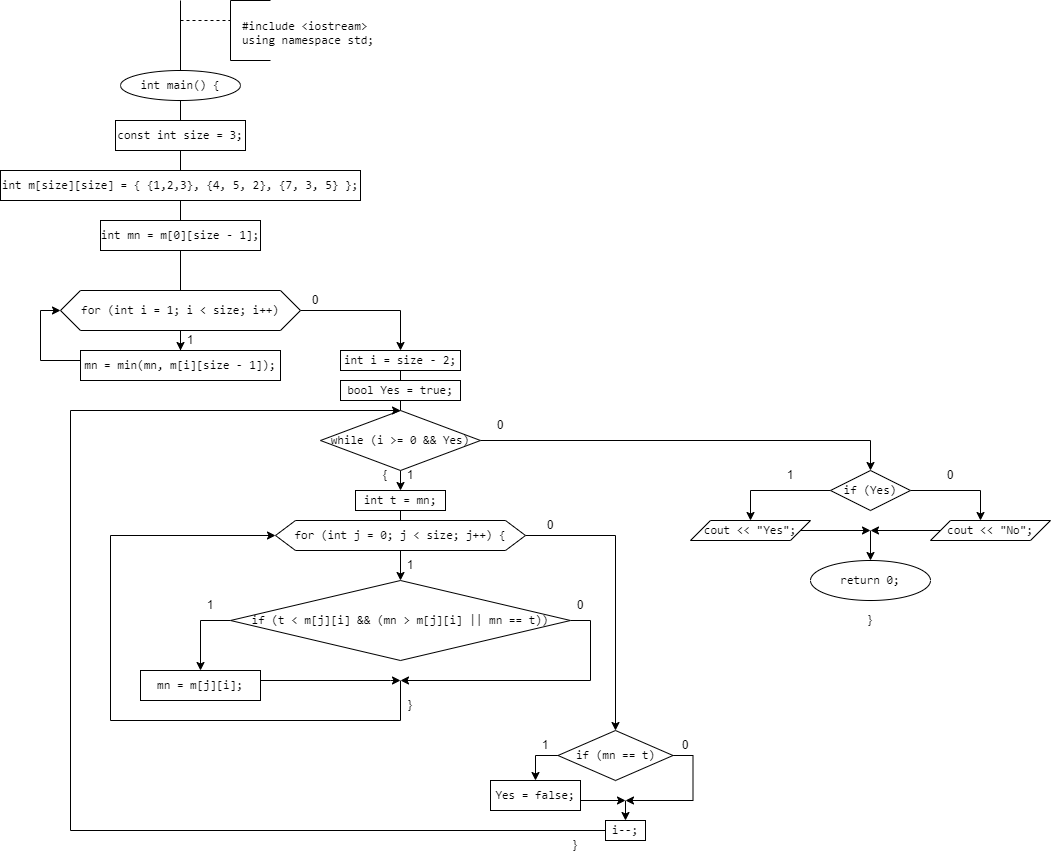 #include <iostream>
using namespace std;
int main() {
const int size = 3;
int m[size][size] = { {1,2,3}, {4, 5, 2}, {7, 3, 5} };
int mn = m[0][size - 1];
for (int i = 1; i < size; i++)
0
1
mn = min(mn, m[i][size - 1]);
int i = size - 2;
bool Yes = true;
while (i >= 0 && Yes)
0
{
1
int t = mn;
for (int j = 0; j < size; j++) {
0
1
if (t < m[j][i] && (mn > m[j][i] || mn == t))
1
0
mn = m[j][i];
}
if (mn == t)
1
0
Yes = false;
i--;
}
if (Yes)
1
0
cout << "Yes";
cout << "No";
return 0;
}